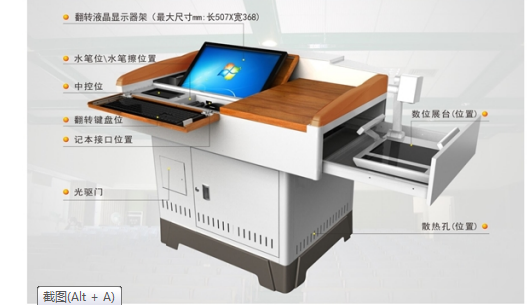 翻转液晶显示器架（最大尺寸mm:长507X宽368)
水笔位\水笔擦位置
中控位
翻转键盘位
记本接口位置
光驱门
数位展台(位置)
散热孔(位置)
截图(Alt + A)